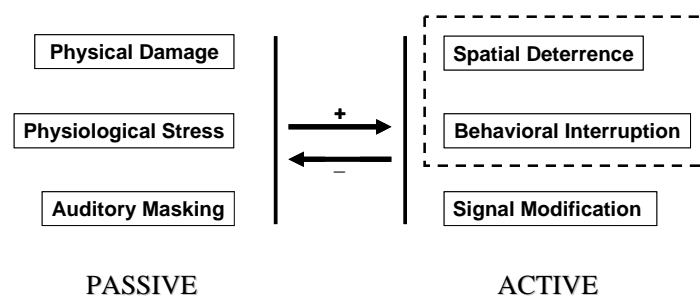 Physical Damage
Spatial Deterrence
+
Physiological Stress
Behavioral Interruption
–
Auditory Masking
Signal Modification
PASSIVE
ACTIVE